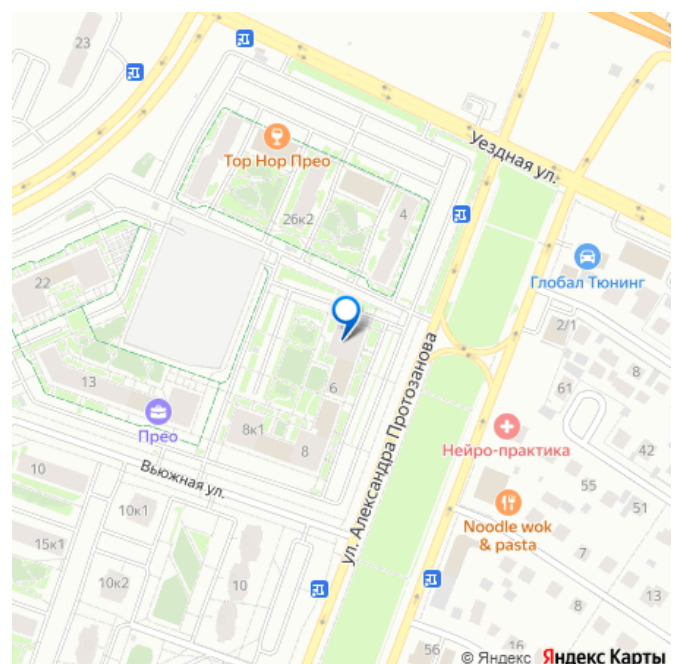 23
Уездная ул.
Top Hop Прео
26к2
4
Глобал Тюнинг
22
2/1
8
61
13
6
Прео
8к1
8
Нейро-практика
42
Вьюжная ул.
ул. Александра Протозанова
10
55
51
10к1
Noodle wok
& pasta
15к1
7
10к2
10
13
8
56
16
© Яндекс Яндекс Карты